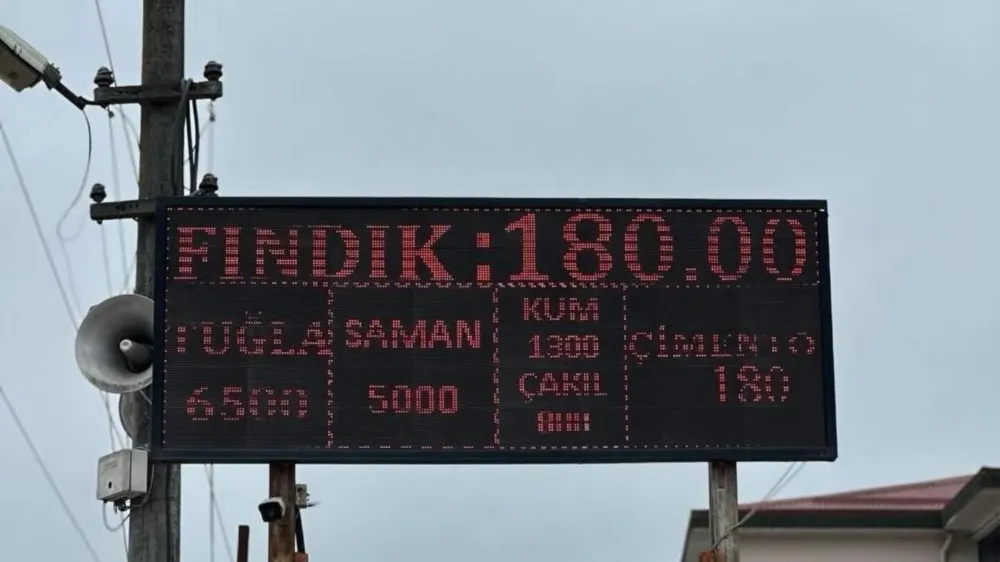 FINDIK:180.00
TUĞLA
6500
SAMAN
5000
KUM
1300
ÇAKIL
ÇİMENTO
180